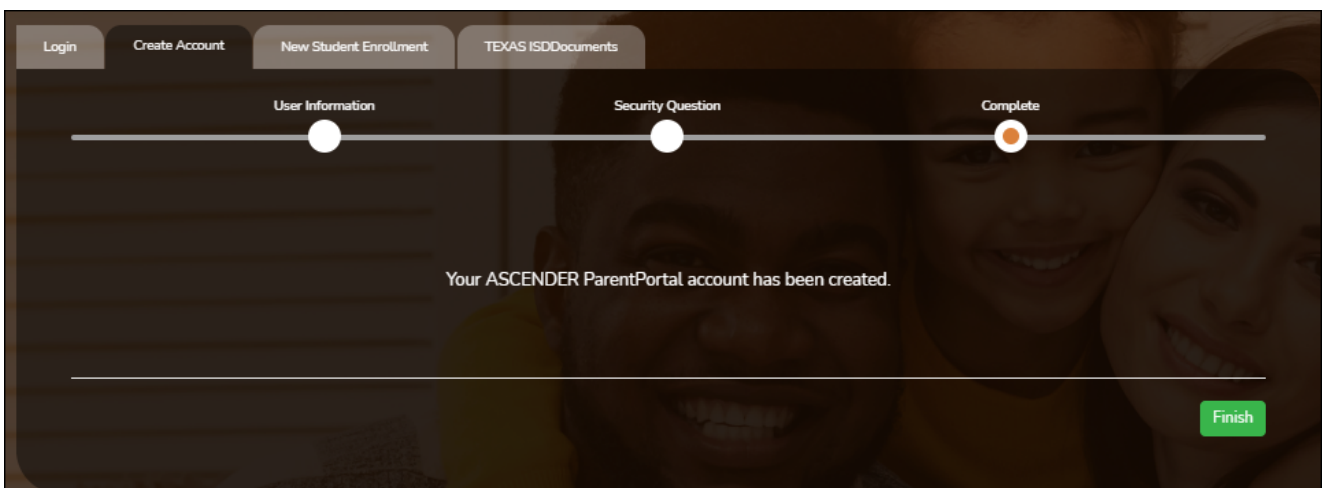 Login
Create Account
New Student Enrollment
TEXAS ISDDocuments
User Information
Security Question
Complete
Your ASCENDER ParentPortal account has been created.
Finish